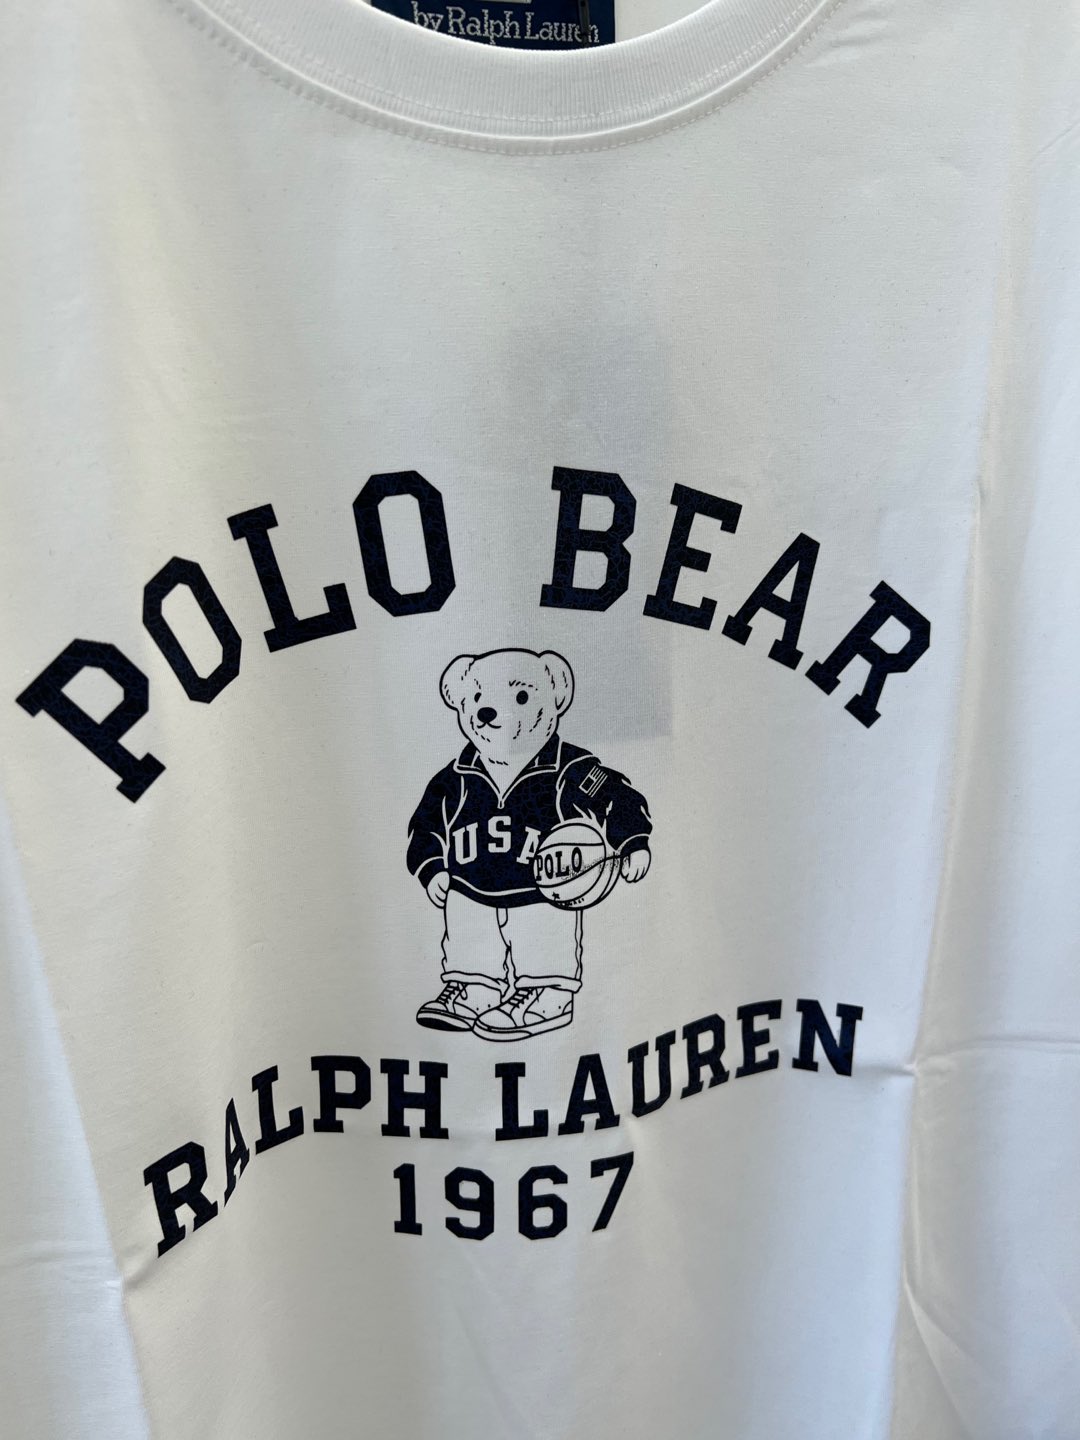 by Ralph Lauren
POLO BEAR
USA
POLO
RALPH LAUREN
1967